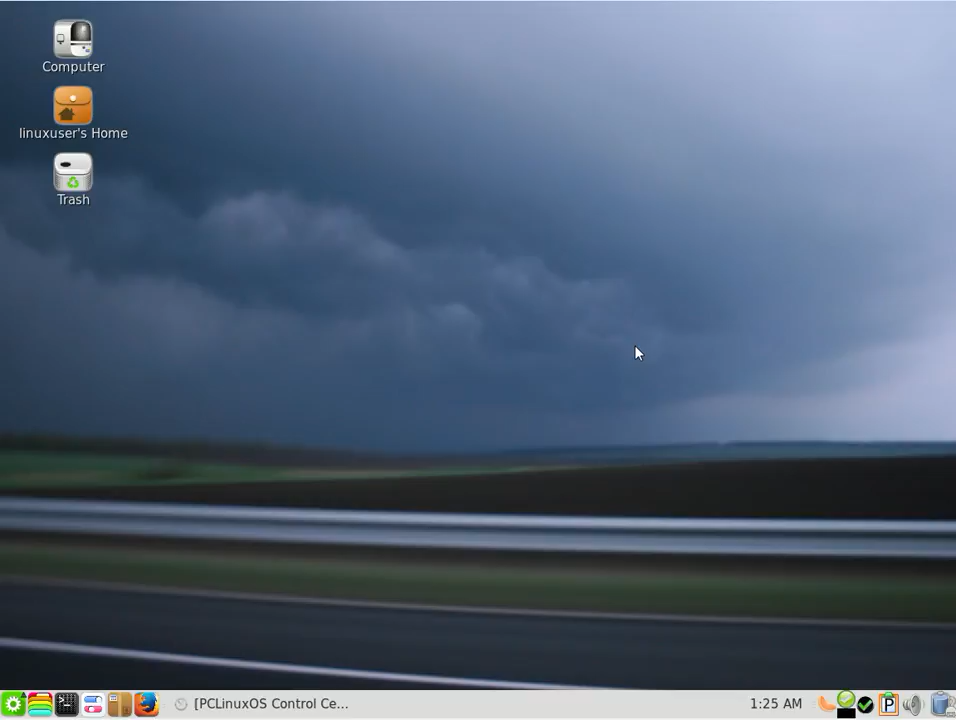 Computer
linuxuser's Home
Trash
[PCLinuxOS Control Ce...
1:25 AM
P